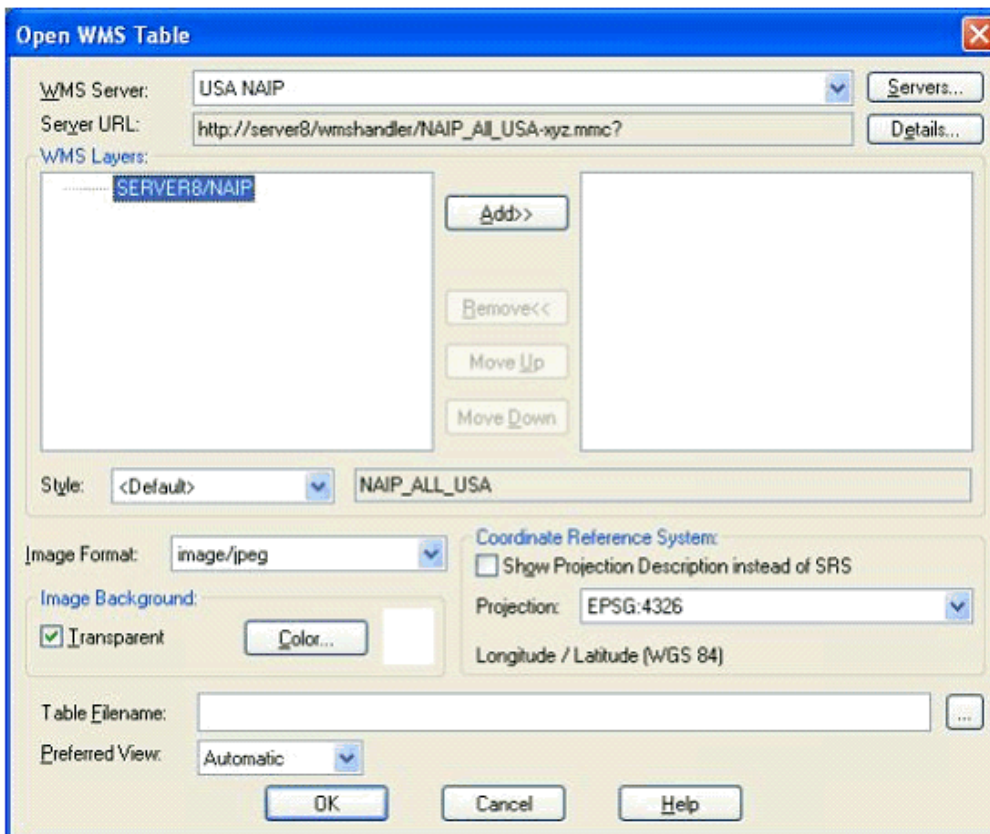 Open WMS Table
WMS Server: USA NAIP Servers...
Server URL: http://server8/wmshandler/NAIP_All_USA-xyz.mmc? Details...
WMS Layers:
SERVER8/NAIP
Add>>
Remove<<
Move Up
Move Down
Style: <Default> NAIP_ALL_USA
Image Format: image/jpeg
Coordinate Reference System:
Show Projection Description instead of SRS
Image Background:
Transparent Color...
Projection: EPSG:4326
Longitude / Latitude (WGS 84)
Table Filename: ...
Preferred View: Automatic
OK Cancel Help